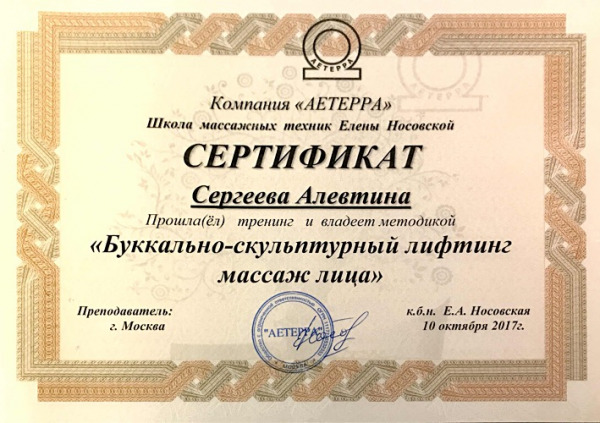 АЕТЕРРА
Компания «АЕТЕРРА»
Школа массажных техник Елены Носовской
СЕРТИФИКАТ
Сергеева Алевтина
Прошла(ёл) тренинг и владеет методикой
«Буккально-скульптурный лифтинг
массаж лица»
Преподаватель: к.б.н. Е.А. Носовская
г. Москва 10 октября 2017г.
"АЕТЕРРА"
МОСКВА